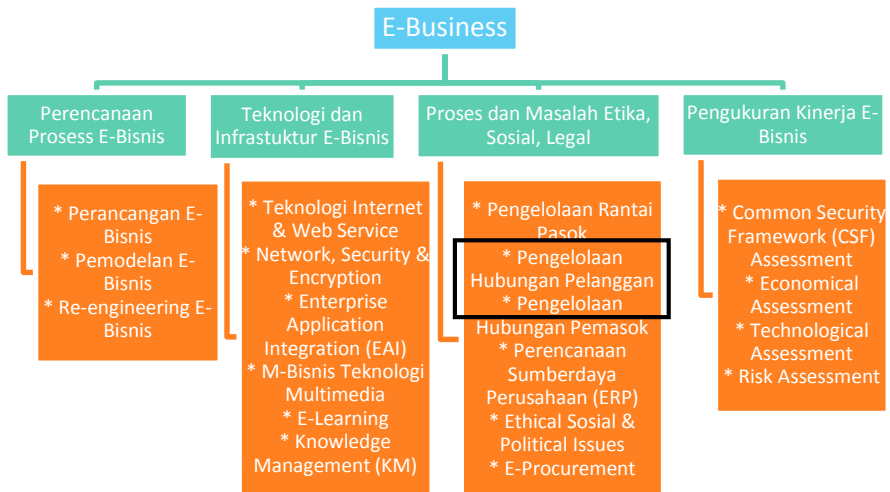 E-Business
Perencanaan
Prosess E-Bisnis
Teknologi dan
Infrastuktur E-Bisnis
Proses dan Masalah Etika,
Sosial, Legal
Pengukuran Kinerja E-
Bisnis
* Perancangan E-
Bisnis
* Pemodelan E-
Bisnis
* Re-engineering E-
Bisnis
* Teknologi Internet
& Web Service
* Network, Security &
Encryption
* Enterprise
Application
Integration (EAI)
* M-Bisnis Teknologi
Multimedia
* E-Learning
* Knowledge
Management (KM)
* Pengelolaan Rantai
Pasok
* Pengelolaan
Hubungan Pelanggan
* Pengelolaan
Hubungan Pemasok
* Perencanaan
Sumberdaya
Perusahaan (ERP)
* Ethical Sosial &
Political Issues
* E-Procurement
* Common Security
Framework (CSF)
Assessment
* Economical
Assessment
* Technological
Assessment
* Risk Assessment